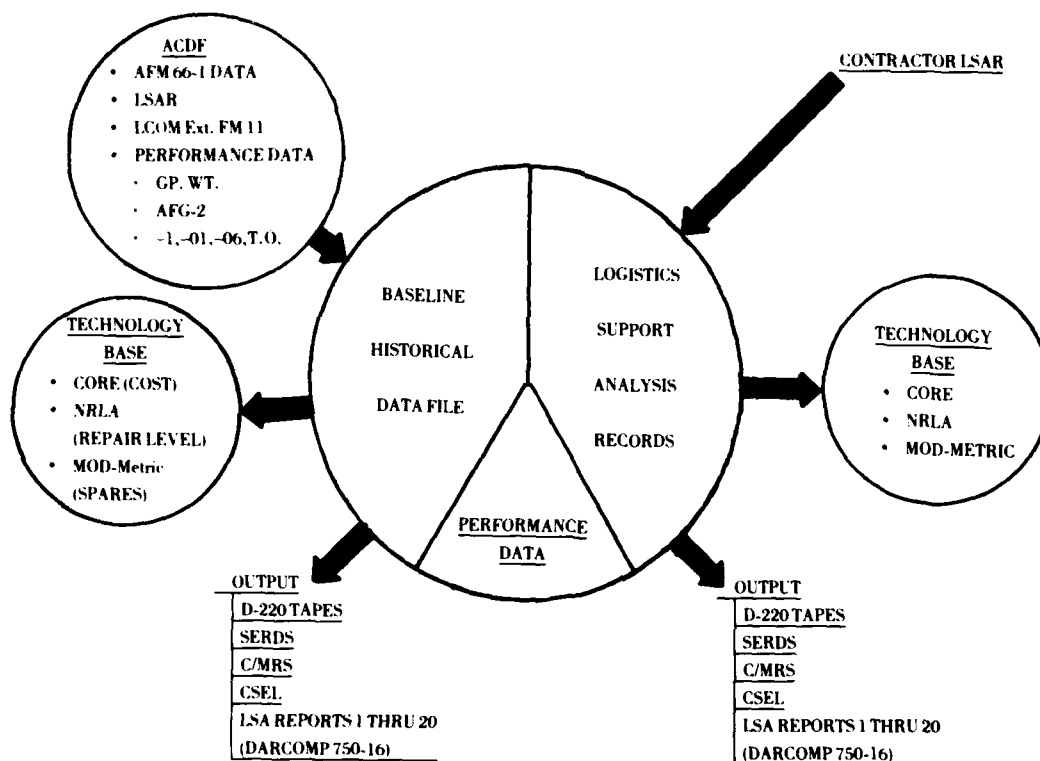 ACDF
• AFM 66-1 DATA
• LSAR
• LCOM Ext. FM 11
• PERFORMANCE DATA
· GP. WT.
· AFG-2
· -1,-01,-06,T.O.
CONTRACTOR LSAR
BASELINE
HISTORICAL
DATA FILE
LOGISTICS
SUPPORT
ANALYSIS
RECORDS
PERFORMANCE
DATA
TECHNOLOGY
BASE
• CORE (COST)
• NRLA
(REPAIR LEVEL)
• MOD-Metric
(SPARES)
TECHNOLOGY
BASE
• CORE
• NRLA
• MOD-METRIC
OUTPUT
D-220 TAPES
SERDS
C/MRS
CSEL
LSA REPORTS 1 THRU 20
(DARCOMP 750-16)
OUTPUT
D-220 TAPES
SERDS
C/MRS
CSEL
LSA REPORTS 1 THRU 20
(DARCOMP 750-16)